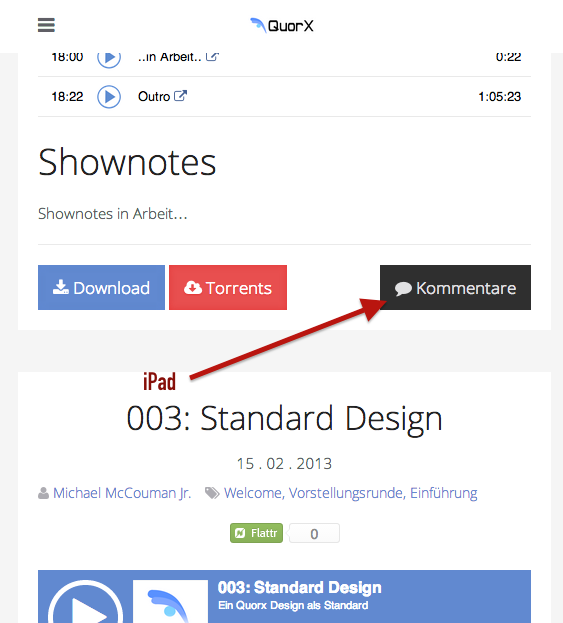 QuorX
18:00 ..in Arbeit.. 0:22
18:22 Outro 1:05:23
Shownotes
Shownotes in Arbeit...
Download Torrents Kommentare
iPad
003: Standard Design
15 . 02 . 2013
Michael McCouman Jr. Welcome, Vorstellungsrunde, Einführung
Flattr 0
003: Standard Design
Ein Quorx Design als Standard